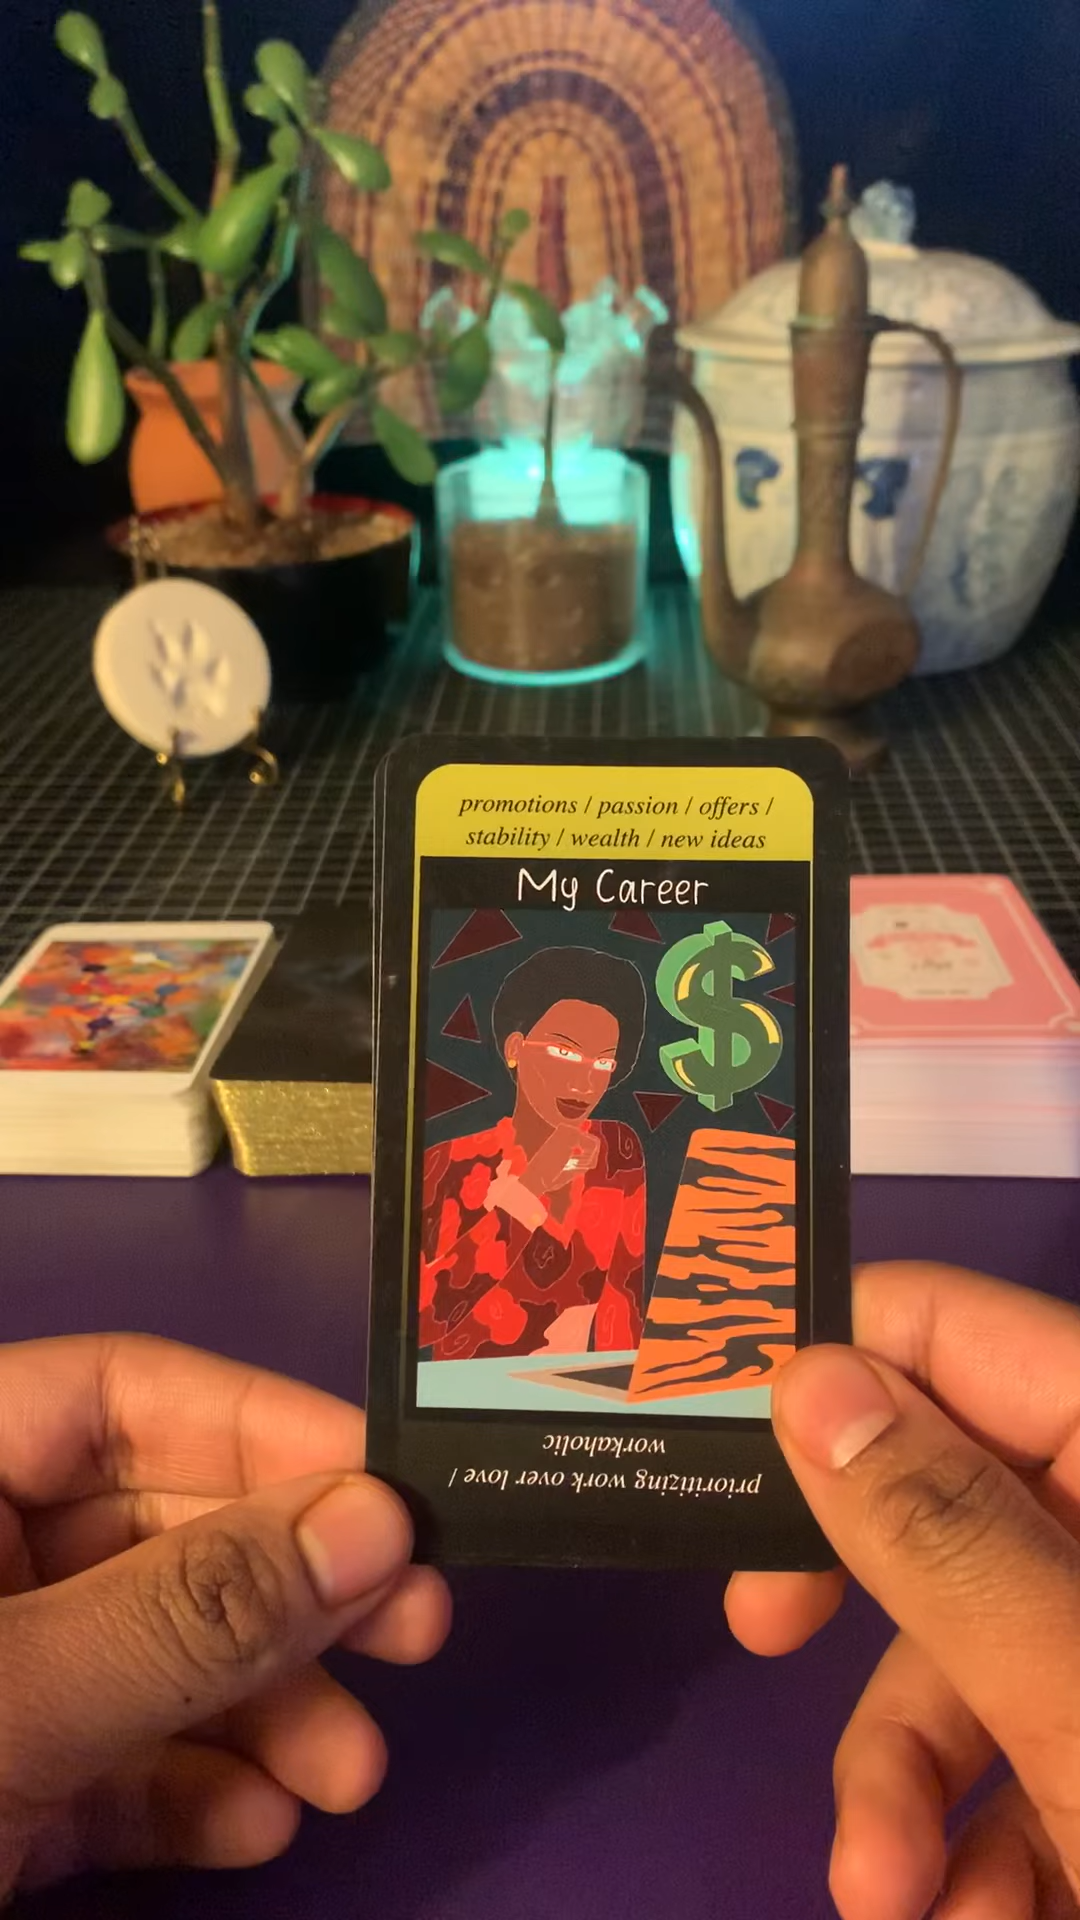 promotions / passion / offers /
stability / wealth / new ideas
My Career
prioritizing work over love /
workaholic